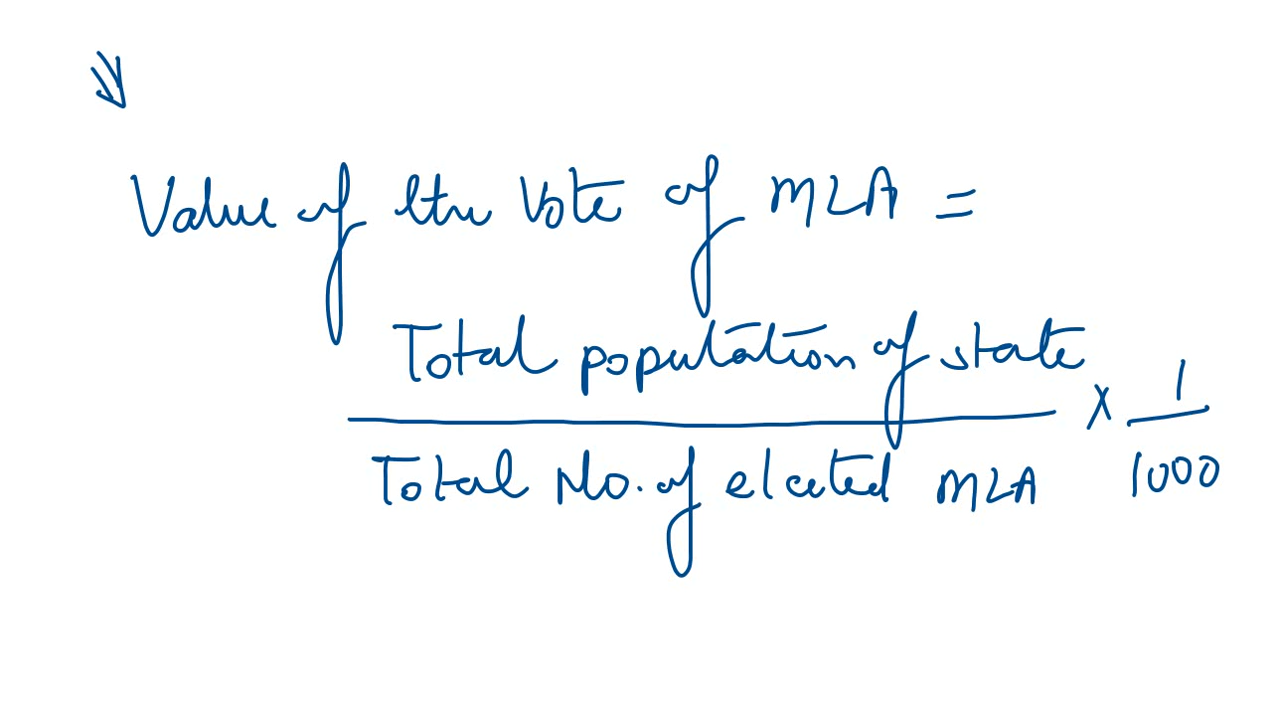 Value of the Vote of MLA =
Total population of state
Total No. of elected MLA × 1/1000